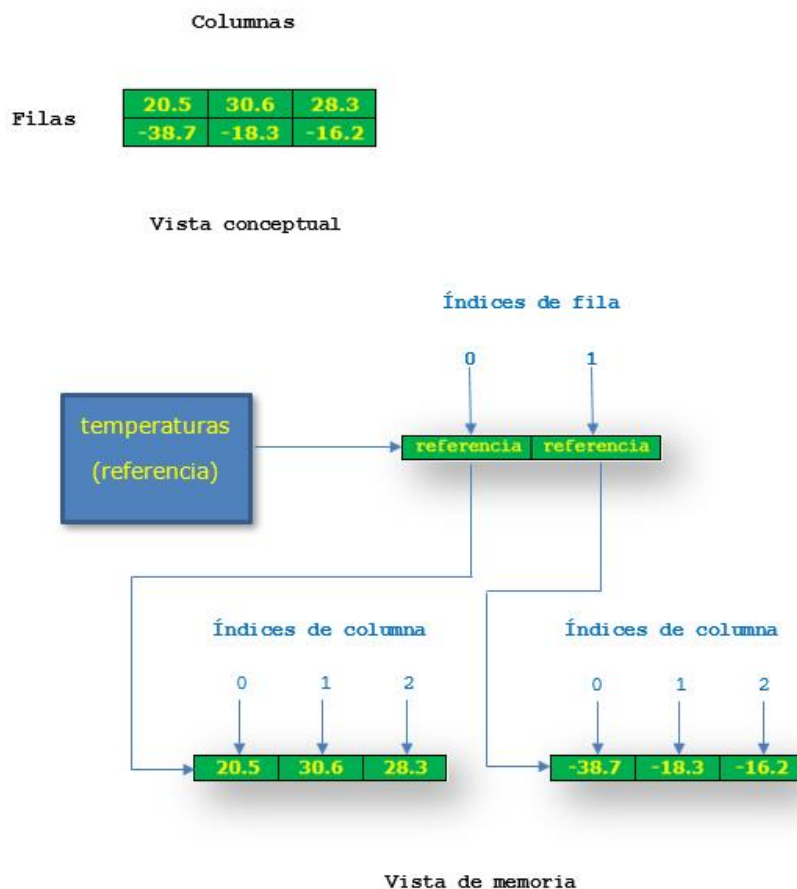 Columnas
Filas
20.5 30.6 28.3
-38.7 -18.3 -16.2
Vista conceptual
Índices de fila
0 1
temperaturas
(referencia)
referencia referencia
Índices de columna
0 1 2
20.5 30.6 28.3
Índices de columna
0 1 2
-38.7 -18.3 -16.2
Vista de memoria